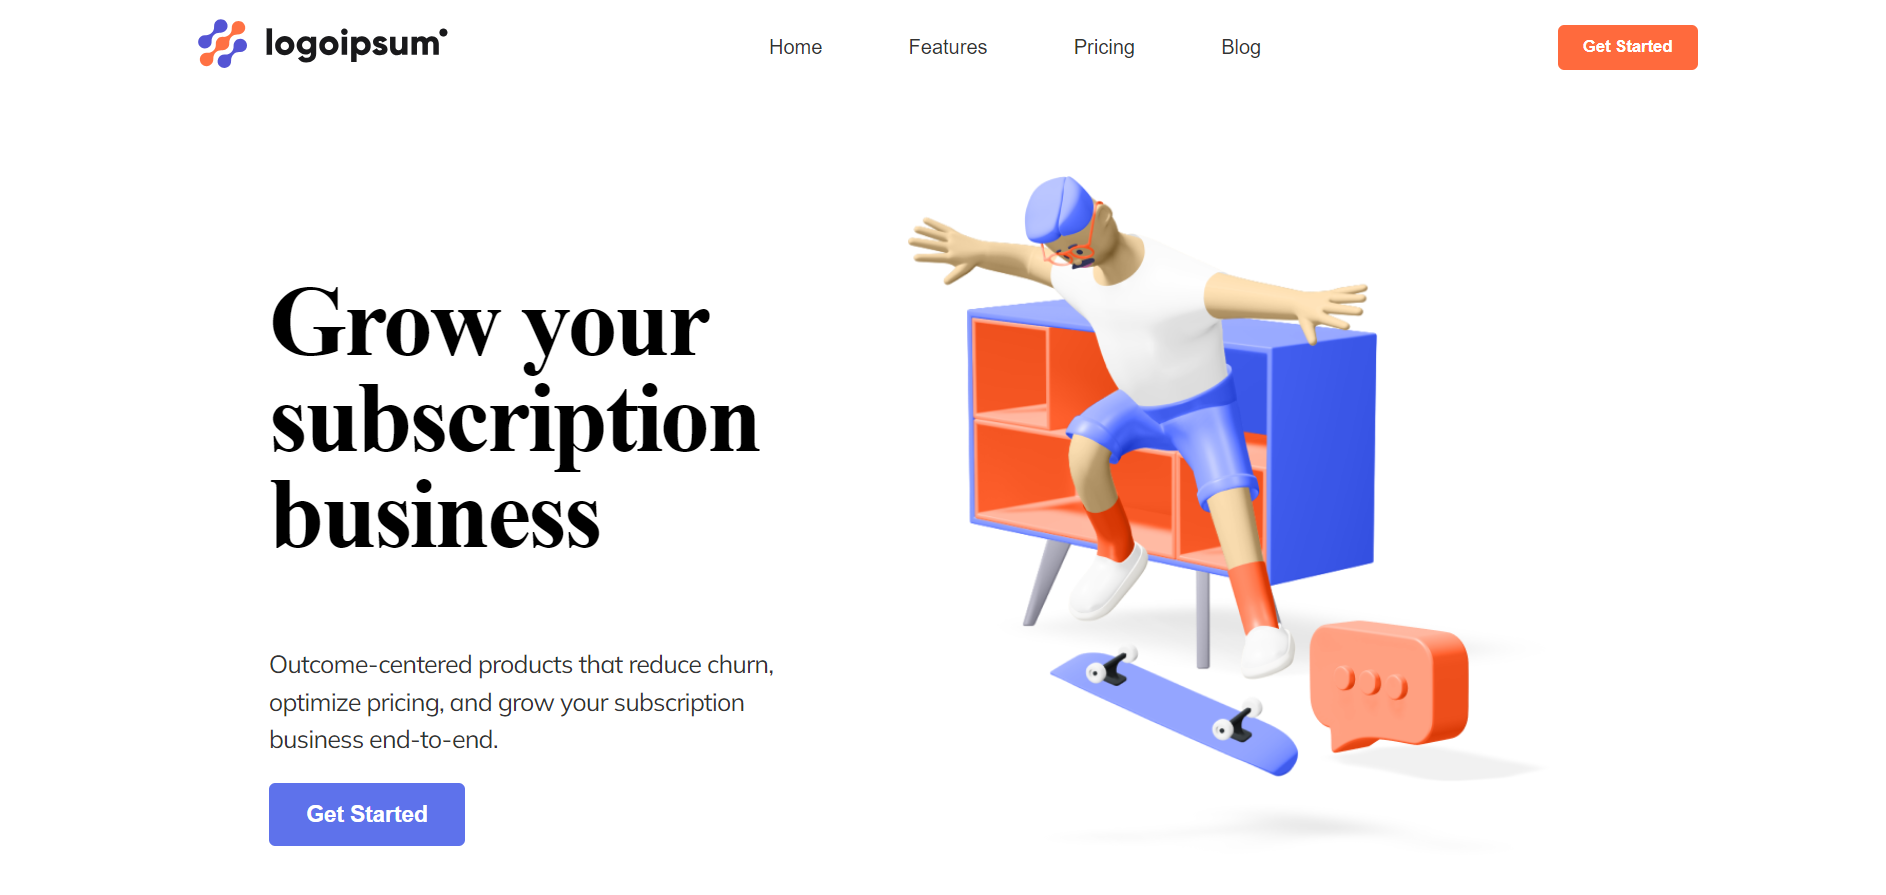 logoipsum
Home
Features
Pricing
Blog
Get Started
Grow your
subscription
business
Outcome-centered products that reduce churn,
optimize pricing, and grow your subscription
business end-to-end.
Get Started